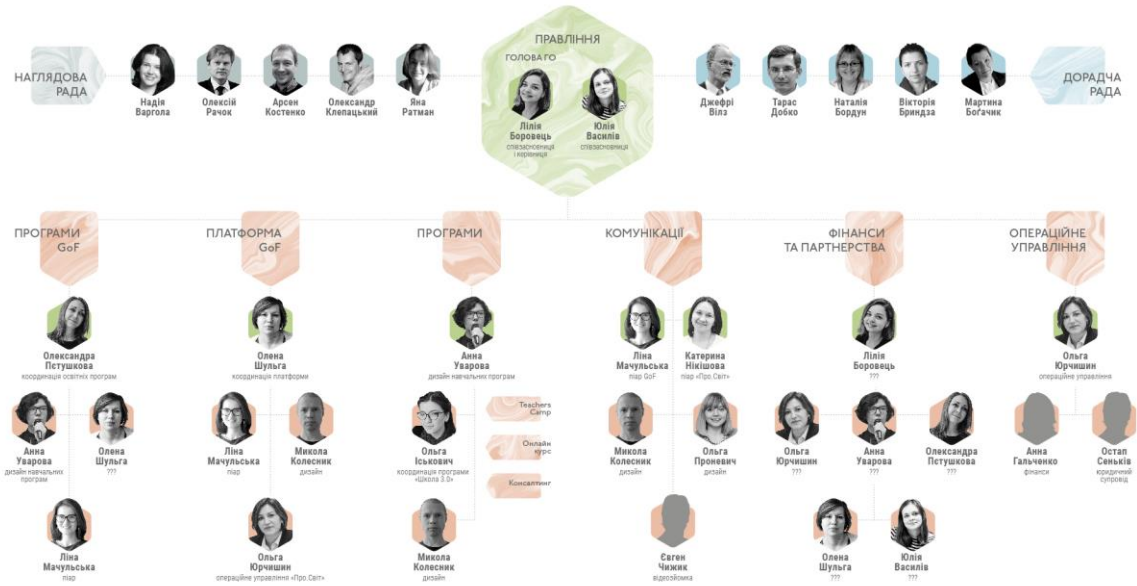 НАГЛЯДОВА
РАДА
Надія
Варгола
Олексій
Рачок
Арсен
Костенко
Олександр
Клепацький
Яна
Ратман
ПРАВЛІННЯ
ГОЛОВА ГО
Лілія
Боровець
співзасновниця
і керівниця
Юлія
Василів
співзасновниця
Джефрі
Вілз
Тарас
Добко
Наталія
Бордун
Вікторія
Бриндза
Мартина
Боґачик
ДОРАДЧА
РАДА
ПРОГРАМИ
GoF
ПЛАТФОРМА
GoF
ПРОГРАМИ
КОМУНІКАЦІЇ
ФІНАНСИ
ТА ПАРТНЕРСТВА
ОПЕРАЦІЙНЕ
УПРАВЛІННЯ
Олександра
Пєтушкова
координація освітніх програм
Олена
Шульга
координація платформи
Анна
Уварова
дизайн навчальних програм
Ліна
Мачульська
піар GoF
Катерина
Нікішова
піар «Про.Світ»
Лілія
Боровець
???
Ольга
Юрчишин
операційне управління
Анна
Уварова
дизайн навчальних
програм
Олена
Шульга
???
Ліна
Мачульська
піар
Микола
Колесник
дизайн
Ольга
Іськович
координація програми
«Школа 3.0»
Teachers
Camp
Онлайн
курс
Консалтинг
Микола
Колесник
дизайн
Ольга
Проневич
дизайн
Ольга
Юрчишин
???
Анна
Уварова
???
Олександра
Пєтушкова
???
Анна
Гальченко
фінанси
Остап
Сеньків
юридичний
супровід
Ліна
Мачульська
піар
Ольга
Юрчишин
операційне управління «Про.Світ»
Микола
Колесник
дизайн
Євген
Чижик
відеозйомка
Олена
Шульга
???
Юлія
Василів
???